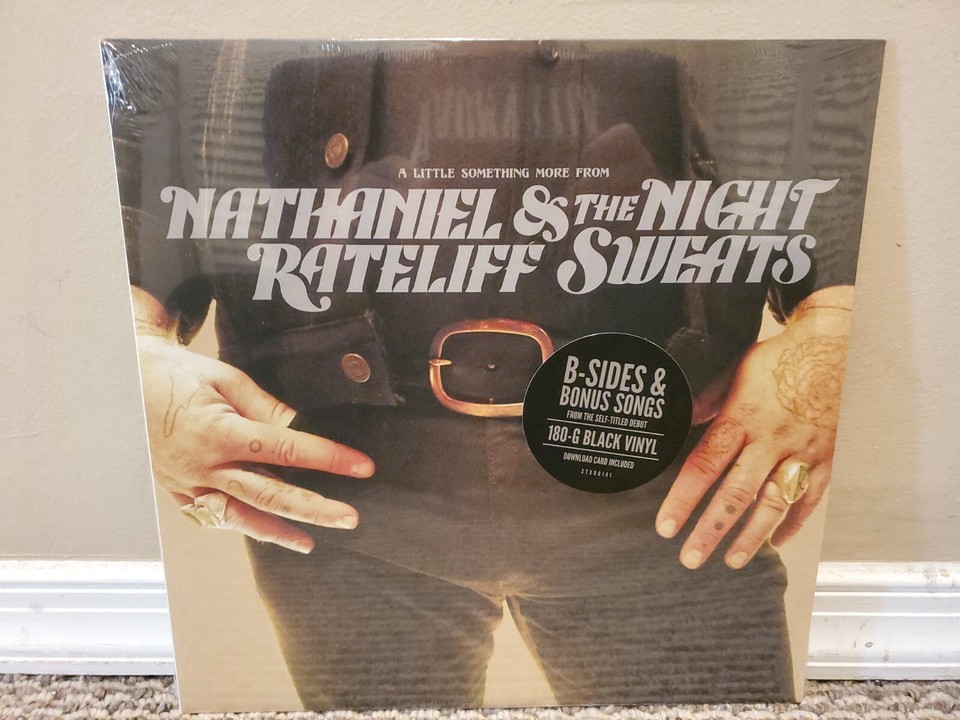 A LITTLE SOMETHING MORE FROM
NATHANIEL & THE NIGHT
RATELIFF SWEATS
B-SIDES &
BONUS SONGS
FROM THE SELF-TITLED DEBUT
180-G BLACK VINYL
DOWNLOAD CARD INCLUDED